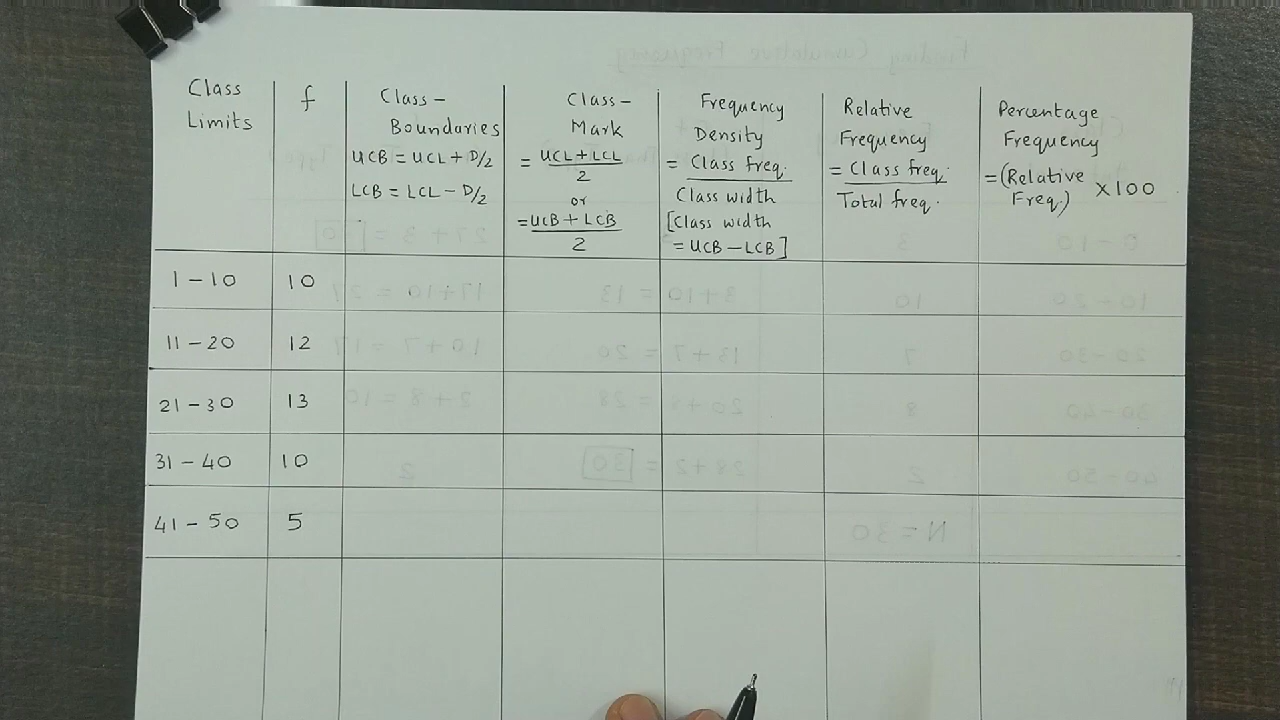 Class Limits
f
Class-
Boundaries
UCB = UCL + D/2
LCB = LCL - D/2
Class-
Mark
= UCL + LCL
2
or
= UCB + LCB
2
Frequency
Density
= Class freq.
Class width
[Class width
= UCB - LCB]
Relative
Frequency
= Class freq.
Total freq.
Percentage
Frequency
= (Relative
Freq.) X100
1-10 10
11-20 12
21-30 13
31-40 10
41-50 5